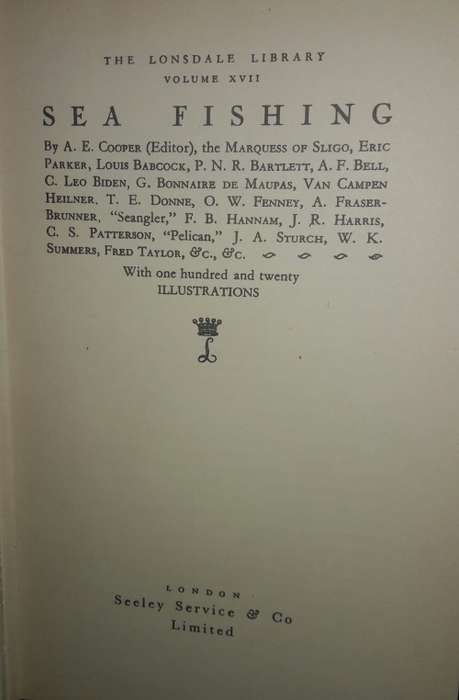 THE LONSDALE LIBRARY
VOLUME XVII
SEA FISHING
By A. E. COOPER (Editor), the MARQUESS OF SLIGO, ERIC
PARKER, LOUIS BABCOCK, P. N. R. BARTLETT, A. F. BELL,
C. LEO BIDEN, G. BONNAIRE DE MAUPAS, VAN CAMPEN
HEILNER, T. E. DONNE, O. W. FENNEY, A. FRASER-
BRUNNER, "SEANGLER," F. B. HANNAM, J. R. HARRIS,
C. S. PATTERSON, "PELICAN," J. A. STURCH, W. K.
SUMMERS, FRED TAYLOR, &C., &C.
With one hundred and twenty
ILLUSTRATIONS
L
LONDON
Seeley Service & Co
Limited